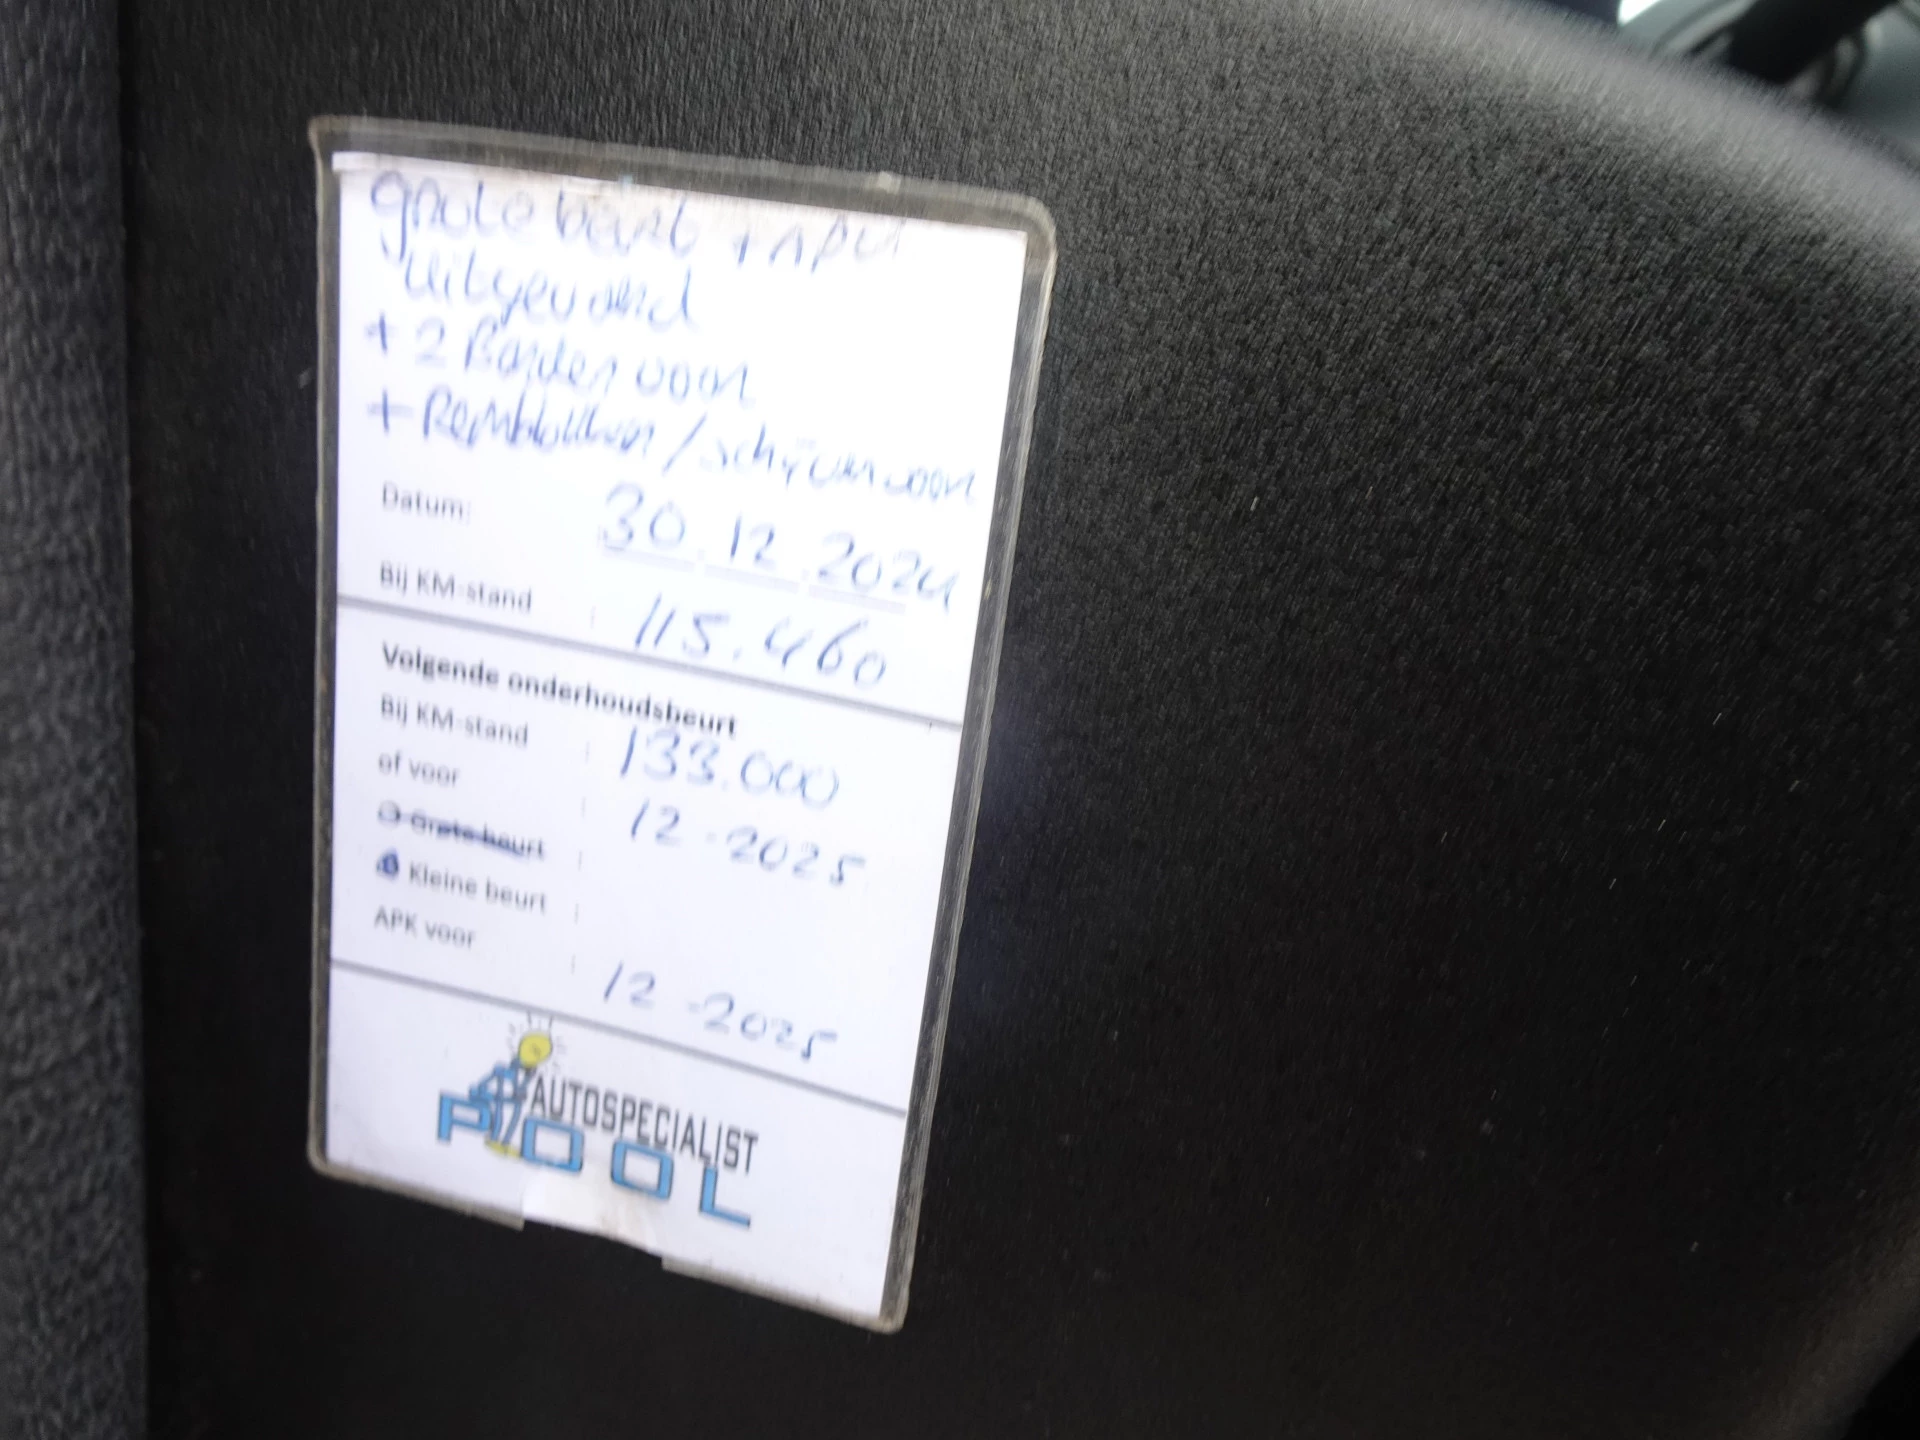 grote beurt + APK
uitgevoerd
+ 2 Banden voor
+ Remblokken / schijven voor
Datum: 30.12.2024
Bij KM-stand : 115.460
Volgende onderhoudsbeurt
Bij KM-stand : 133.000
of voor : 12-2025
O Grote beurt :
O Kleine beurt :
APK voor : 12-2025
AUTOSPECIALIST
POOL